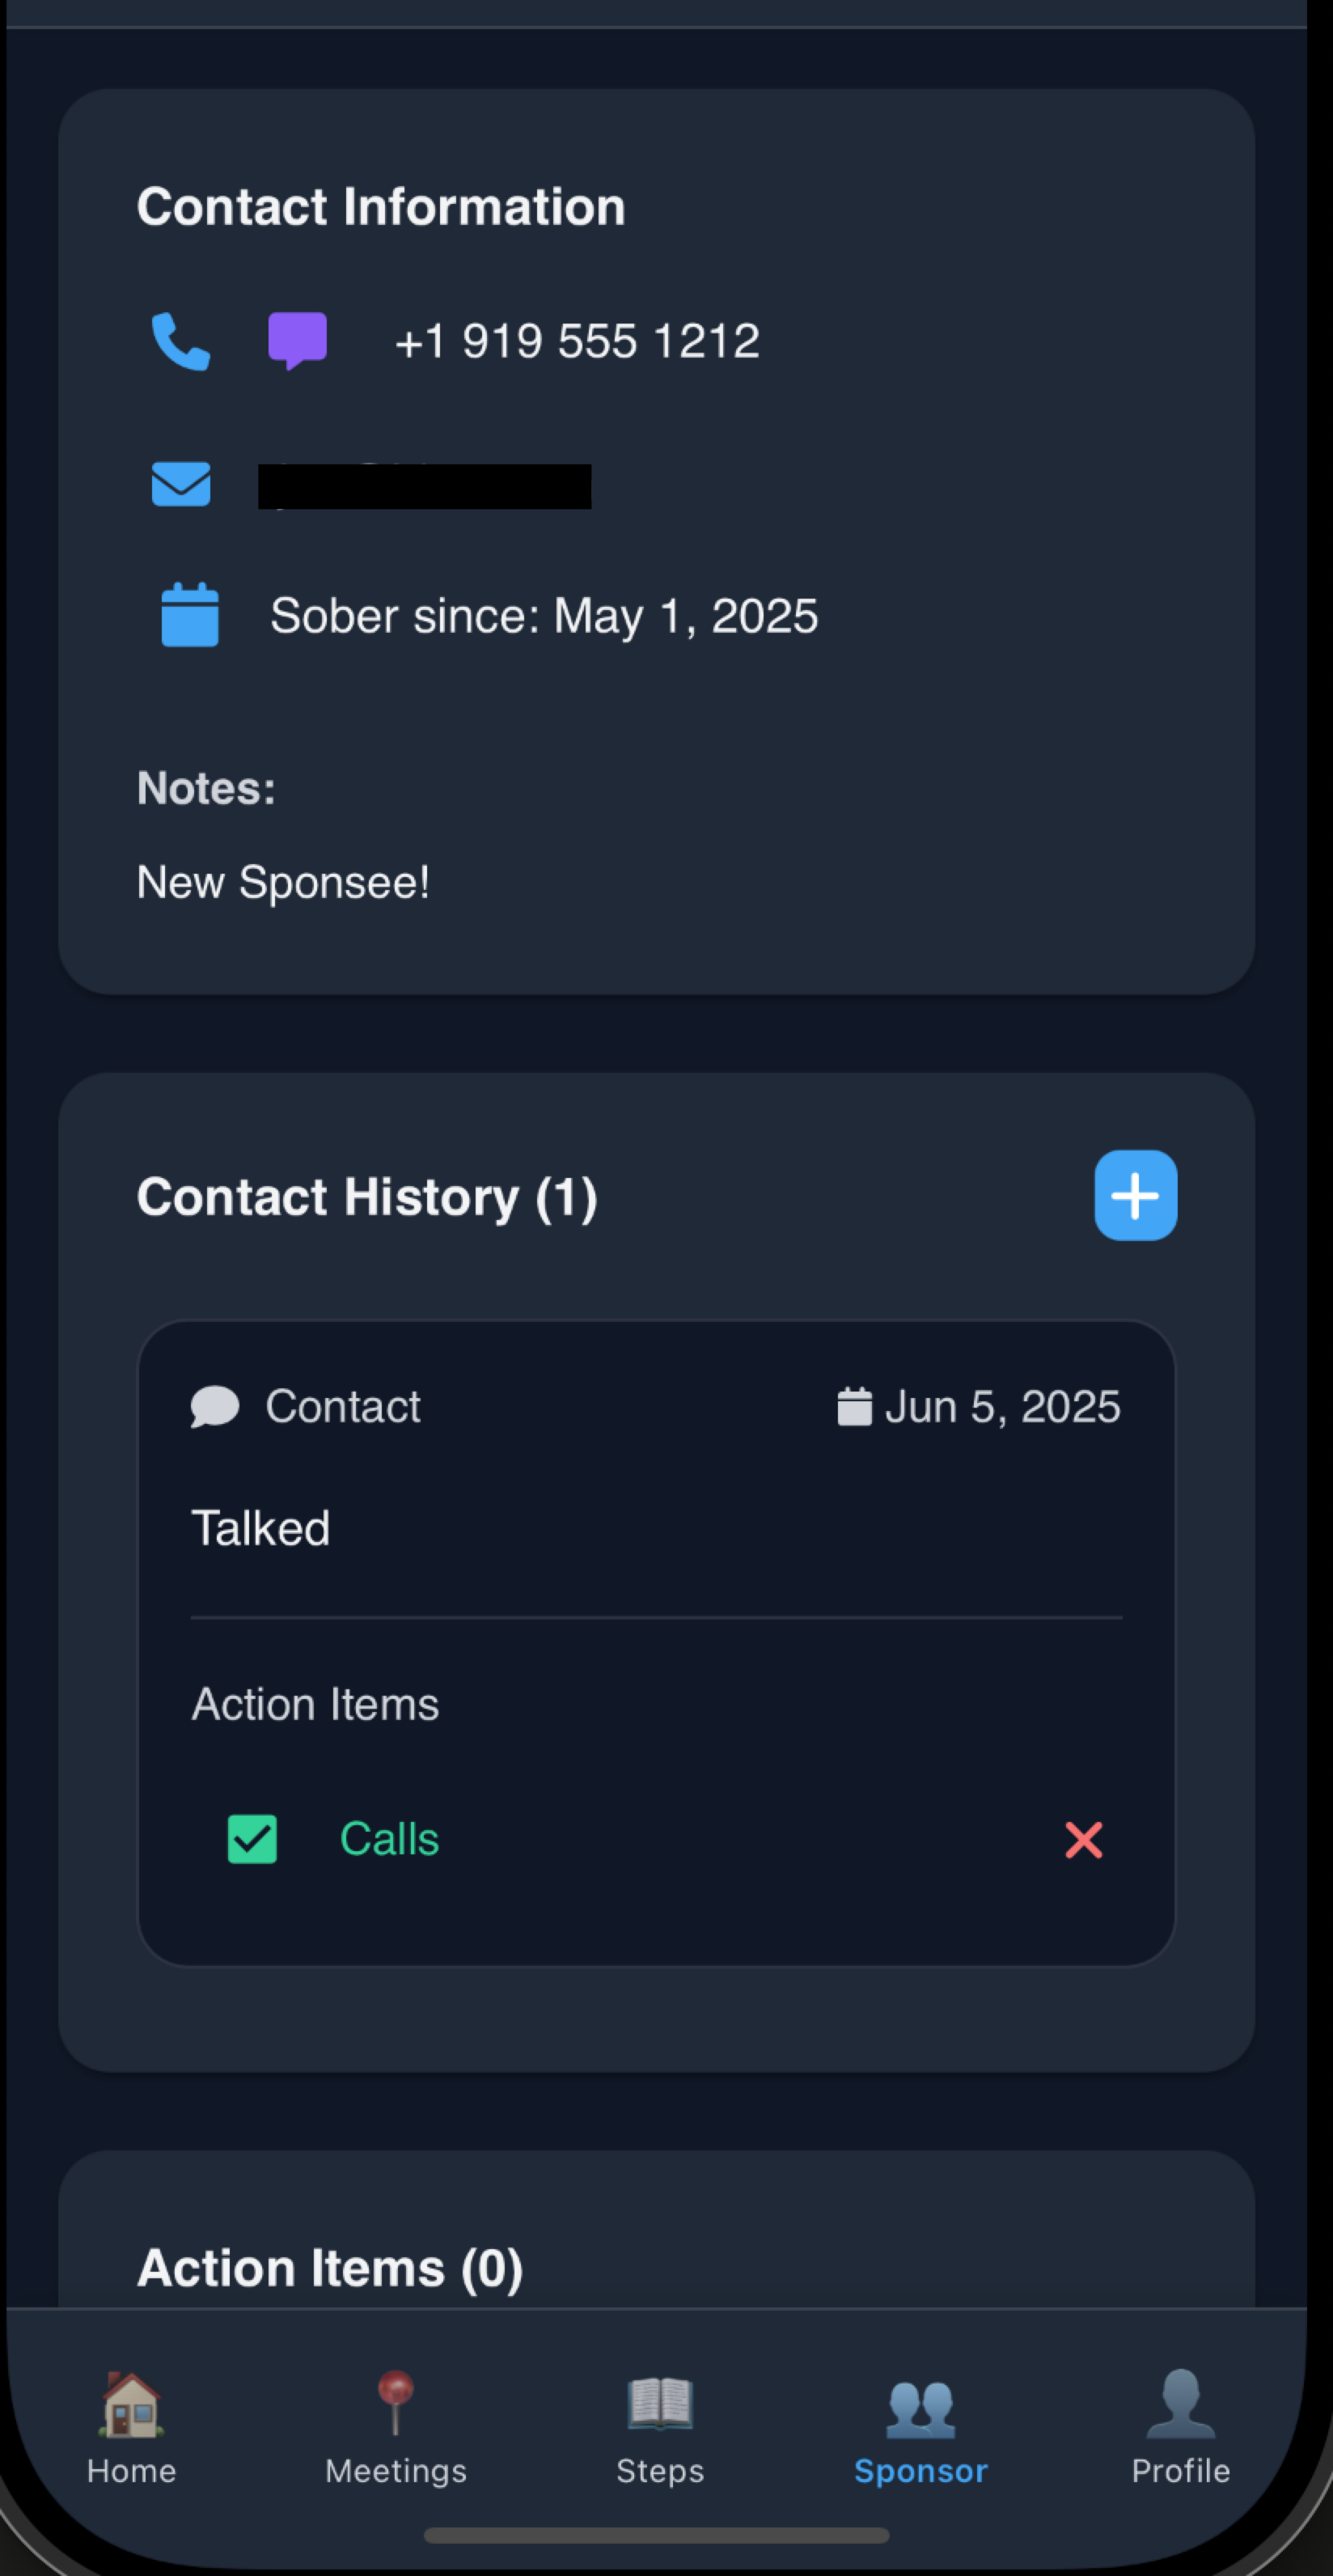 Contact Information
+1 919 555 1212
Sober since: May 1, 2025
Notes:
New Sponsee!
Contact History (1)
Contact Jun 5, 2025
Talked
Action Items
Calls
Action Items (0)
Home Meetings Steps Sponsor Profile